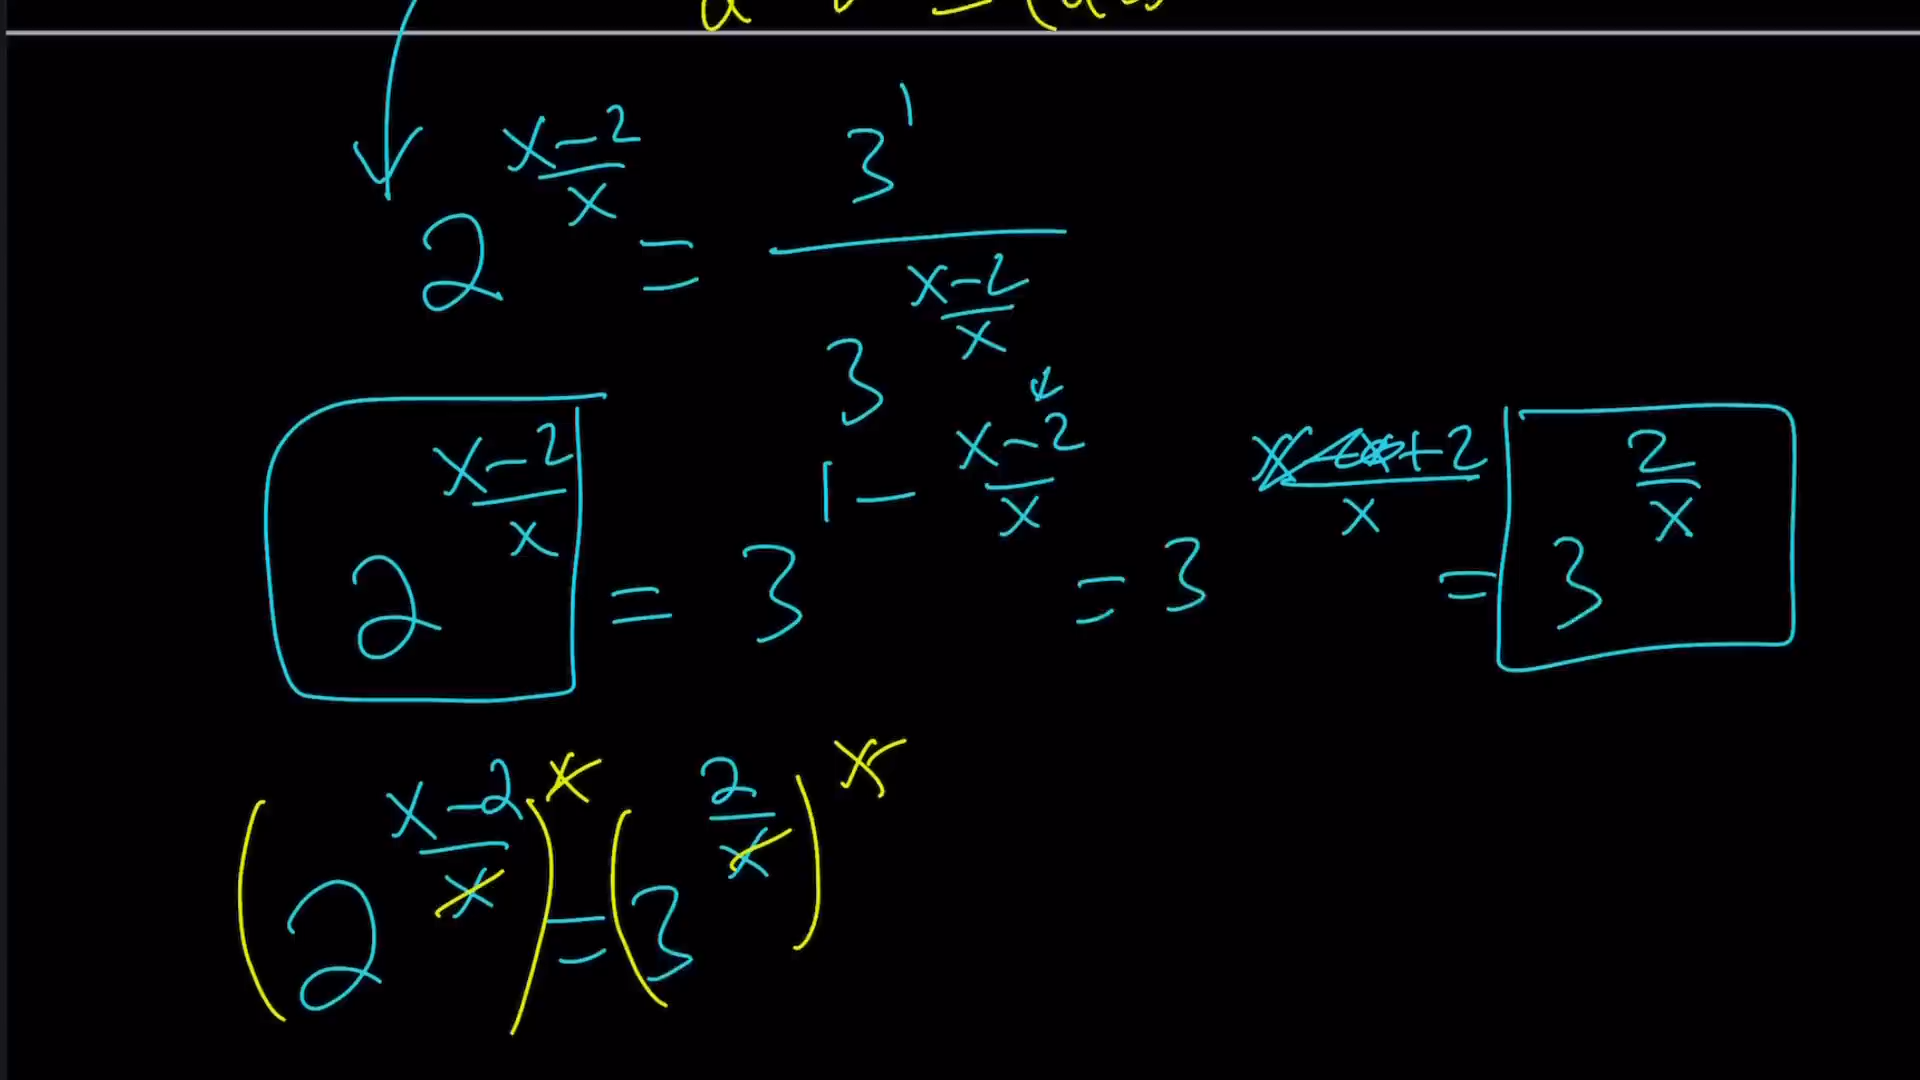 2^((x-2)/x) = 3^1 / 3^((x-2)/x)
2^((x-2)/x) = 3^(1 - (x-2)/x) = 3^((x-x+2)/x) = 3^(2/x)
(2^((x-2)/x))^x = (3^(2/x))^x